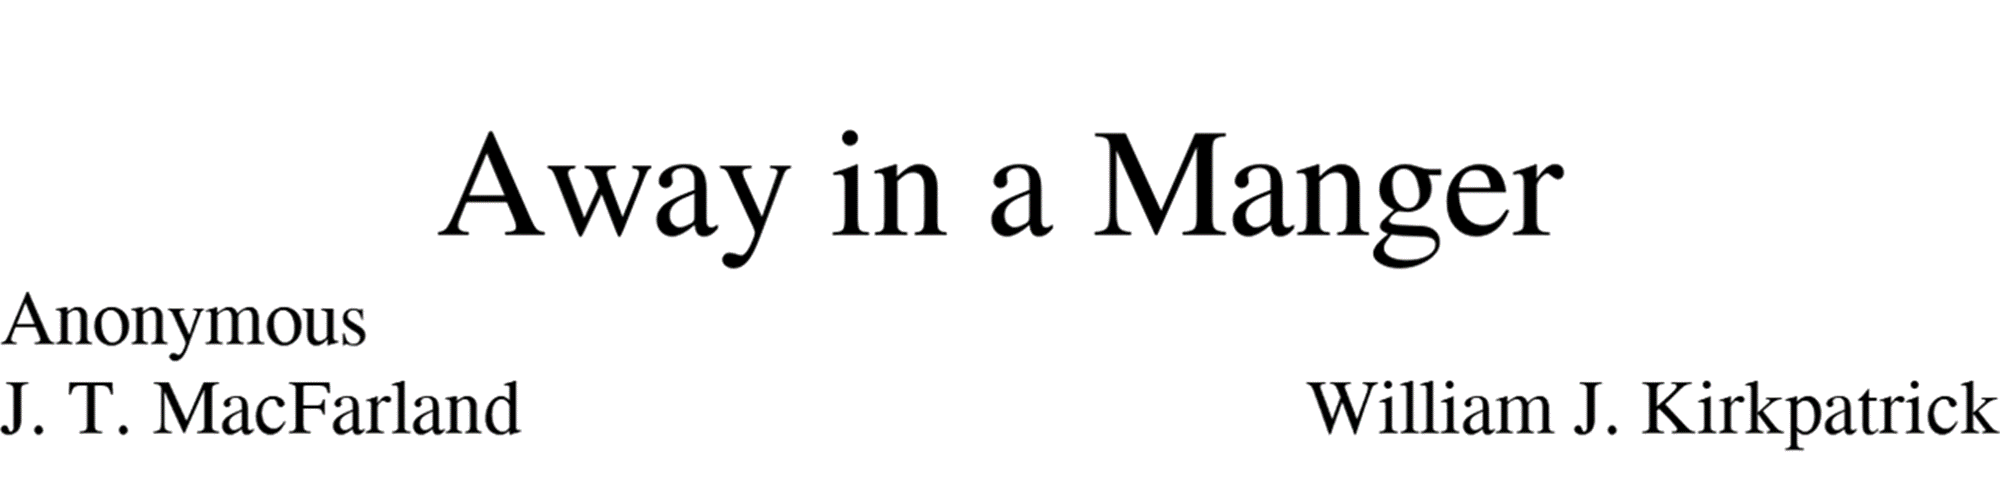 Away in a Manger
Anonymous
J. T. MacFarland
William J. Kirkpatrick